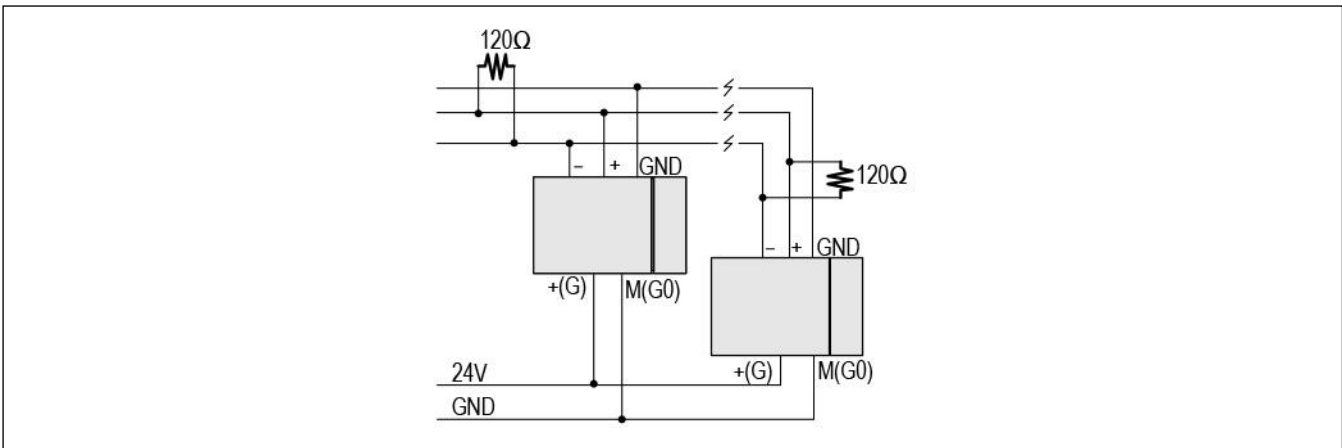 120Ω
– + GND
120Ω
– + GND
+(G) M(G0)
+(G) M(G0)
24V
GND